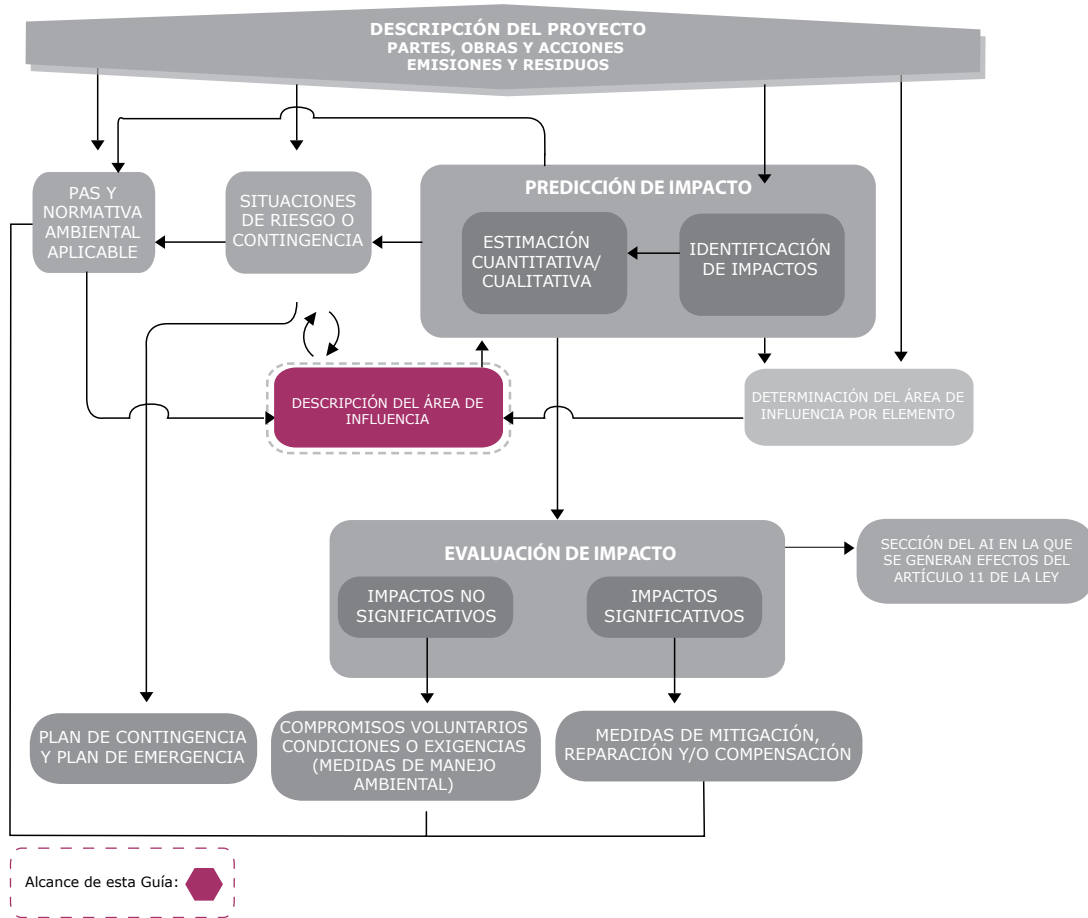 DESCRIPCIÓN DEL PROYECTO
PARTES, OBRAS Y ACCIONES
EMISIONES Y RESIDUOS
PAS Y
NORMATIVA
AMBIENTAL
APLICABLE
SITUACIONES
DE RIESGO O
CONTINGENCIA
PREDICCIÓN DE IMPACTO
ESTIMACIÓN
CUANTITATIVA/
CUALITATIVA
IDENTIFICACIÓN
DE IMPACTOS
DESCRIPCIÓN DEL ÁREA DE
INFLUENCIA
DETERMINACIÓN DEL ÁREA DE
INFLUENCIA POR ELEMENTO
EVALUACIÓN DE IMPACTO
IMPACTOS NO
SIGNIFICATIVOS
IMPACTOS
SIGNIFICATIVOS
SECCIÓN DEL AI EN LA QUE
SE GENERAN EFECTOS DEL
ARTÍCULO 11 DE LA LEY
PLAN DE CONTINGENCIA
Y PLAN DE EMERGENCIA
COMPROMISOS VOLUNTARIOS
CONDICIONES O EXIGENCIAS
(MEDIDAS DE MANEJO
AMBIENTAL)
MEDIDAS DE MITIGACIÓN,
REPARACIÓN Y/O COMPENSACIÓN
Alcance de esta Guía: